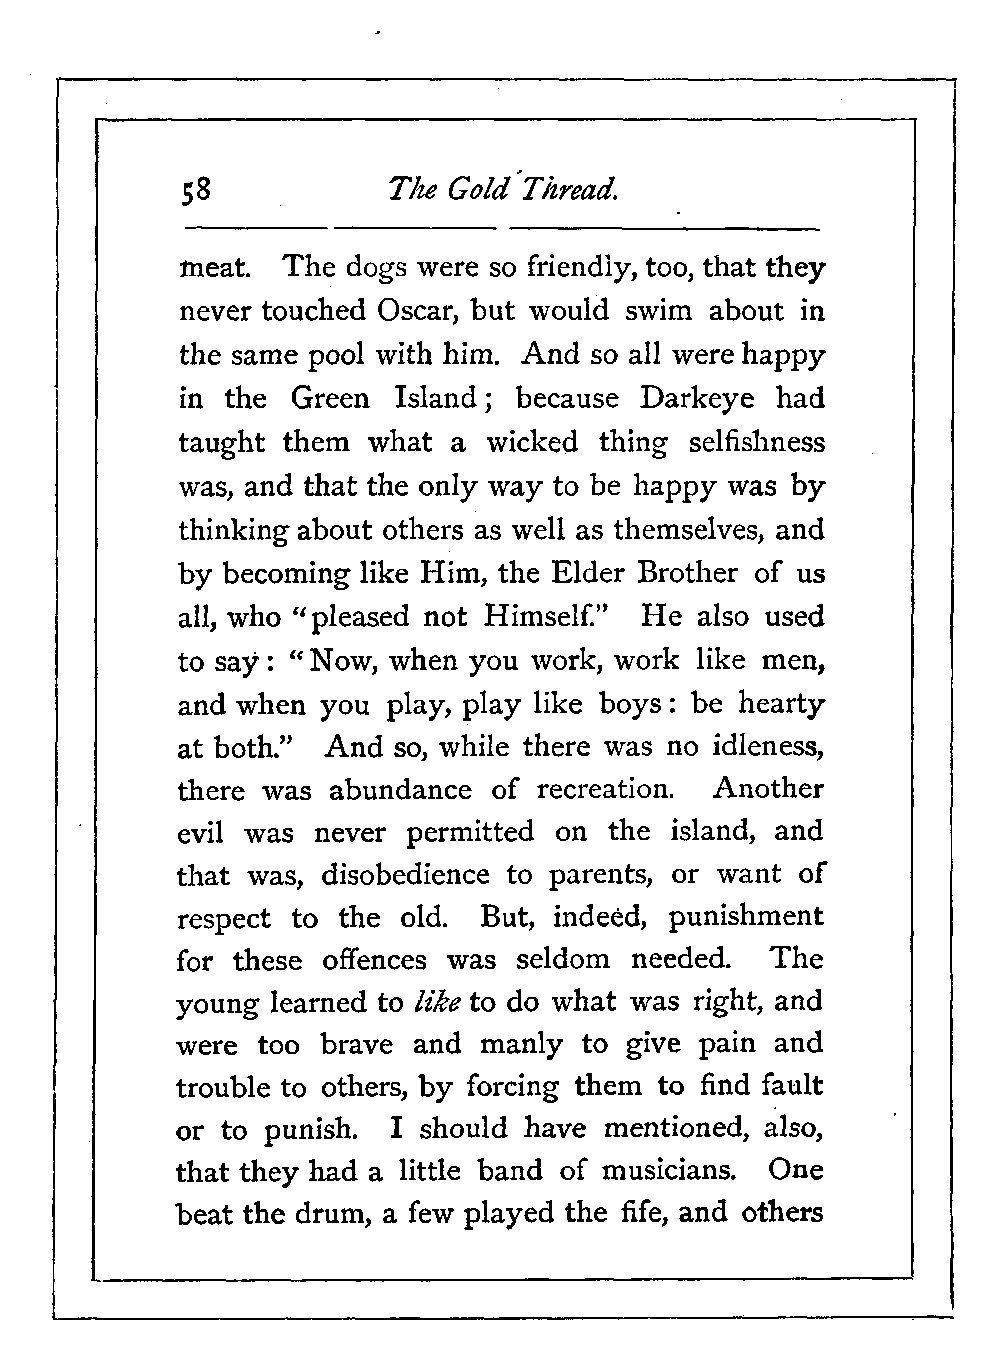 58 The Gold Thread.
meat. The dogs were so friendly, too, that they
never touched Oscar, but would swim about in
the same pool with him. And so all were happy
in the Green Island; because Darkeye had
taught them what a wicked thing selfishness
was, and that the only way to be happy was by
thinking about others as well as themselves, and
by becoming like Him, the Elder Brother of us
all, who "pleased not Himself." He also used
to say: "Now, when you work, work like men,
and when you play, play like boys: be hearty
at both." And so, while there was no idleness,
there was abundance of recreation. Another
evil was never permitted on the island, and
that was, disobedience to parents, or want of
respect to the old. But, indeed, punishment
for these offences was seldom needed. The
young learned to like to do what was right, and
were too brave and manly to give pain and
trouble to others, by forcing them to find fault
or to punish. I should have mentioned, also,
that they had a little band of musicians. One
beat the drum, a few played the fife, and others